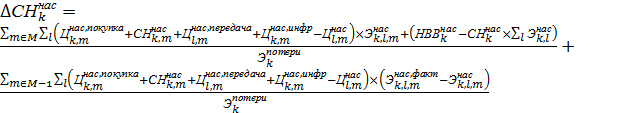 ΔСН_k^нас =
(∑_{m∈M} ∑_l (Ц_{k,m}^{нас,покупка} + СН_{k,m}^{нас} + Ц_{l,m}^{нас,передача} + Ц_{k,m}^{нас,инфр} − Ц_{l,m}^{нас}) × Э_{k,l,m}^{нас} + (НВВ_k^{нас} − СН_k^{нас} × ∑_l Э_{k,l}^{нас})) / Э_k^{потери} +
(∑_{m∈M−1} ∑_l (Ц_{k,m}^{нас,покупка} + СН_{k,m}^{нас} + Ц_{l,m}^{нас,передача} + Ц_{k,m}^{нас,инфр} − Ц_{l,m}^{нас}) × (Э_{k,l,m}^{нас,факт} − Э_{k,l,m}^{нас})) / Э_k^{потери}